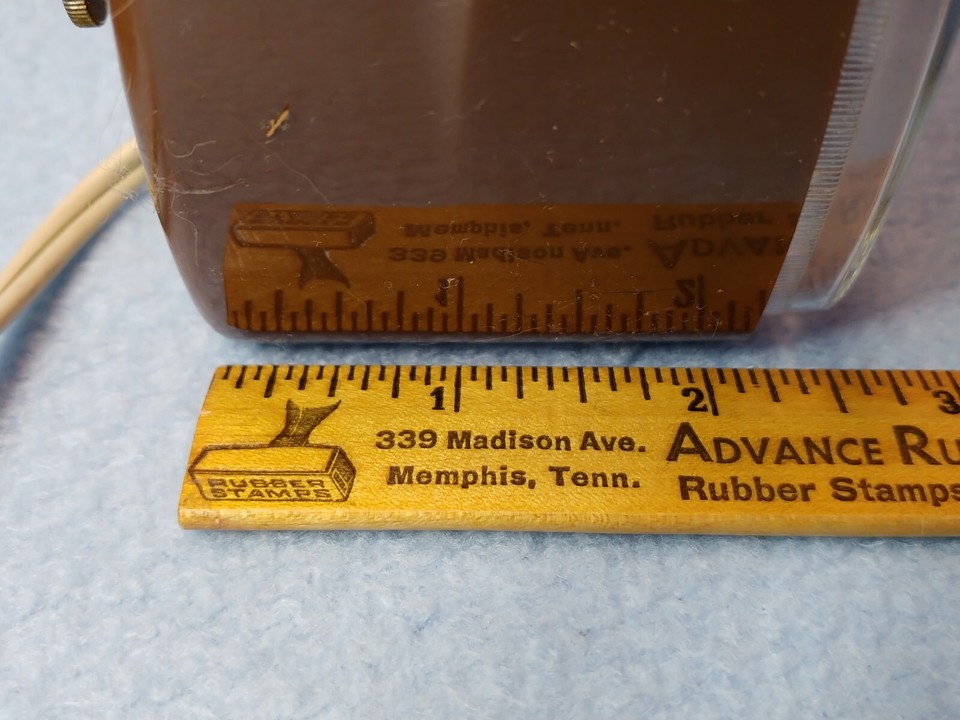 1 2 3
339 Madison Ave.
Memphis, Tenn.
RUBBER
STAMPS
ADVANCE RU
Rubber Stamps